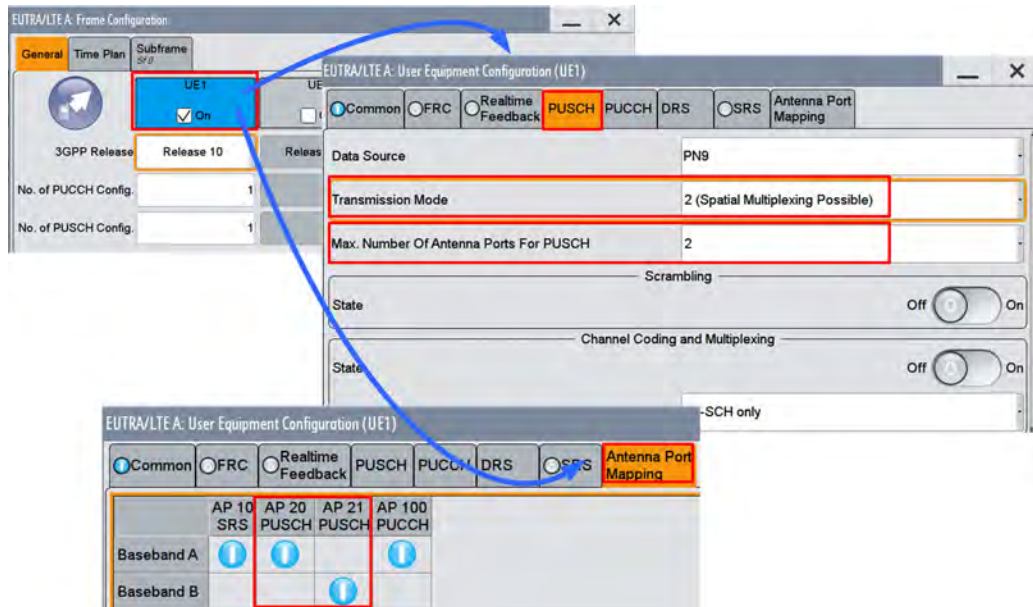 EUTRA/LTE A: Frame Configuration
General
Time Plan
Subframe
Sf 0
UE1
On
3GPP Release
Release 10
No. of PUCCH Config.
1
No. of PUSCH Config.
1
EUTRA/LTE A: User Equipment Configuration (UE1)
Common
FRC
Realtime
Feedback
PUSCH
PUCCH
DRS
SRS
Antenna Port
Mapping
Data Source
PN9
Transmission Mode
2 (Spatial Multiplexing Possible)
Max. Number Of Antenna Ports For PUSCH
2
Scrambling
State
Off
On
Channel Coding and Multiplexing
State
Off
On
-SCH only
EUTRA/LTE A: User Equipment Configuration (UE1)
Common
FRC
Realtime
Feedback
PUSCH
PUCCH
DRS
SRS
Antenna Port
Mapping
AP 10 AP 20 AP 21 AP 100
SRS PUSCH PUSCH PUCCH
Baseband A
Baseband B